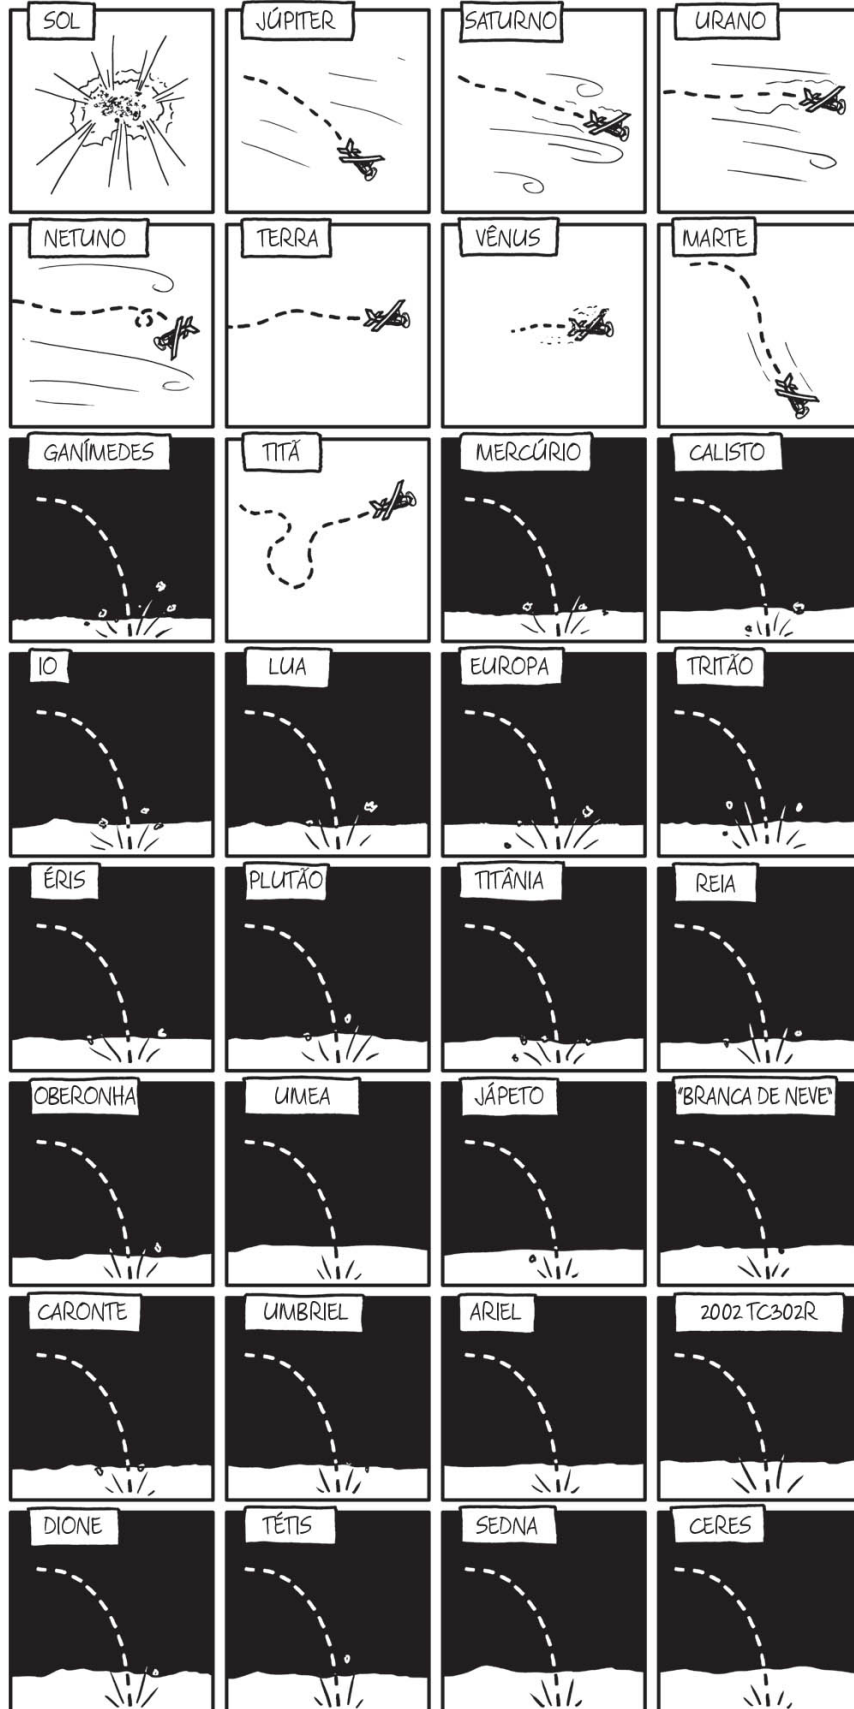 SOL
JÚPITER
SATURNO
URANO
NETUNO
TERRA
VÊNUS
MARTE
GANÍMEDES
TITÃ
MERCÚRIO
CALISTO
IO
LUA
EUROPA
TRITÃO
ÉRIS
PLUTÃO
TITÂNIA
REIA
OBERONHA
UMEA
JÁPETO
"BRANCA DE NEVE"
CARONTE
UMBRIEL
ARIEL
2002 TC302R
DIONE
TÉTIS
SEDNA
CERES